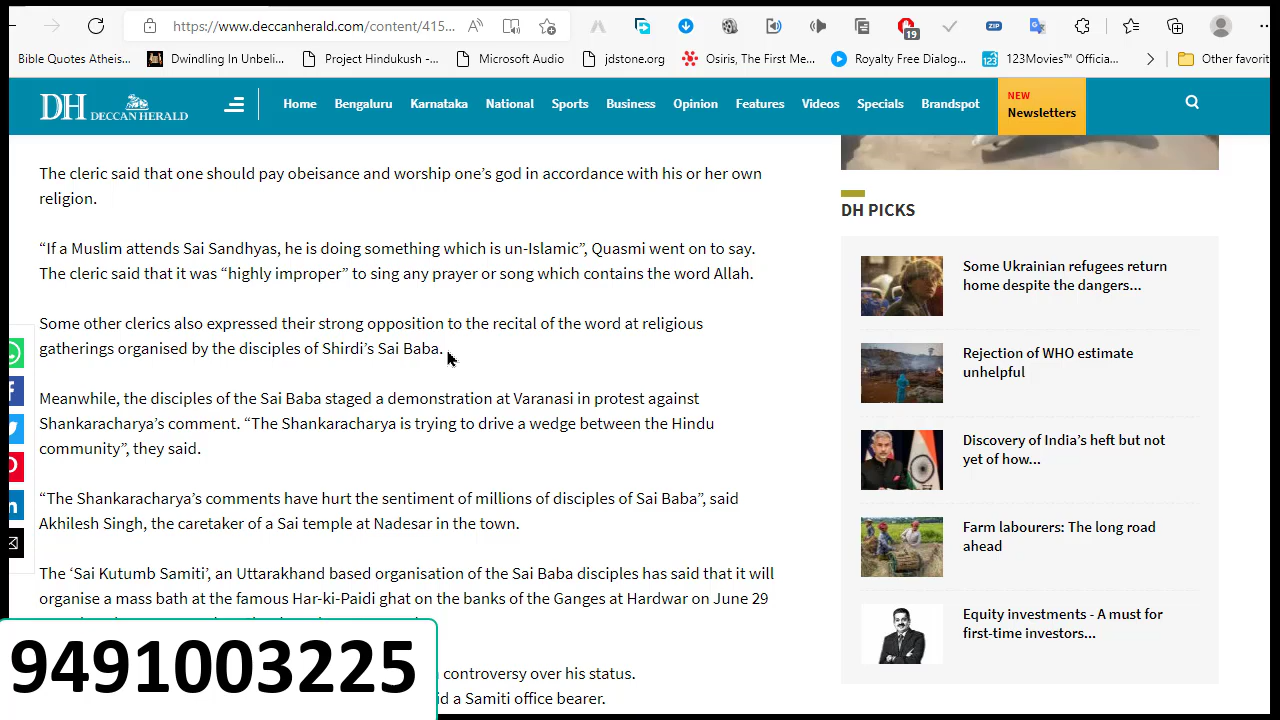 https://www.deccanherald.com/content/415...
19
ZIP
Bible Quotes Atheis...
Dwindling In Unbeli...
Project Hindukush -...
Microsoft Audio
jdstone.org
Osiris, The First Me...
Royalty Free Dialog...
123
123Movies™ Officia...
Other favorit
DH DECCAN HERALD
Home
Bengaluru
Karnataka
National
Sports
Business
Opinion
Features
Videos
Specials
Brandspot
NEW
Newsletters
The cleric said that one should pay obeisance and worship one’s god in accordance with his or her own
religion.
“If a Muslim attends Sai Sandhyas, he is doing something which is un-Islamic”, Quasmi went on to say.
The cleric said that it was “highly improper” to sing any prayer or song which contains the word Allah.
Some other clerics also expressed their strong opposition to the recital of the word at religious
gatherings organised by the disciples of Shirdi’s Sai Baba.
Meanwhile, the disciples of the Sai Baba staged a demonstration at Varanasi in protest against
Shankaracharya’s comment. “The Shankaracharya is trying to drive a wedge between the Hindu
community”, they said.
“The Shankaracharya’s comments have hurt the sentiment of millions of disciples of Sai Baba”, said
Akhilesh Singh, the caretaker of a Sai temple at Nadesar in the town.
The ‘Sai Kutumb Samiti’, an Uttarakhand based organisation of the Sai Baba disciples has said that it will
organise a mass bath at the famous Har-ki-Paidi ghat on the banks of the Ganges at Hardwar on June 29
controversy over his status.
id a Samiti office bearer.
9491003225
DH PICKS
Some Ukrainian refugees return
home despite the dangers...
Rejection of WHO estimate
unhelpful
Discovery of India’s heft but not
yet of how...
Farm labourers: The long road
ahead
Equity investments - A must for
first-time investors...